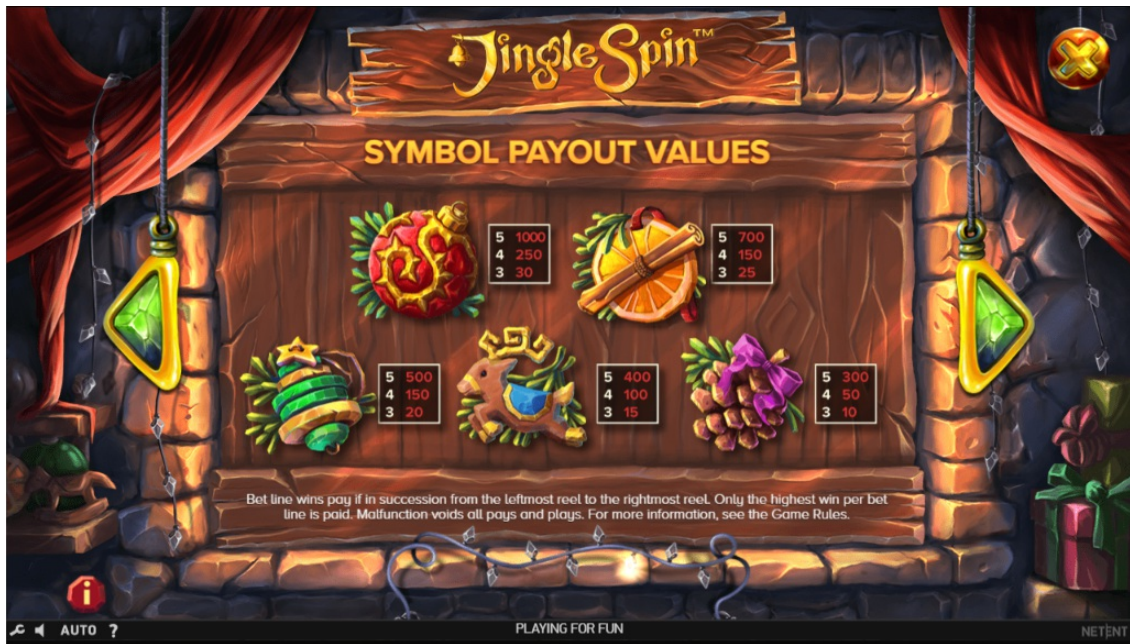 Jingle Spin™
SYMBOL PAYOUT VALUES
5 1000
4 250
3 30
5 700
4 150
3 25
5 500
4 150
3 20
5 400
4 100
3 15
5 300
4 50
3 10
Bet line wins pay if in succession from the leftmost reel to the rightmost reel. Only the highest win per bet
line is paid. Malfunction voids all pays and plays. For more information, see the Game Rules.
i
AUTO ?
PLAYING FOR FUN
NETENT